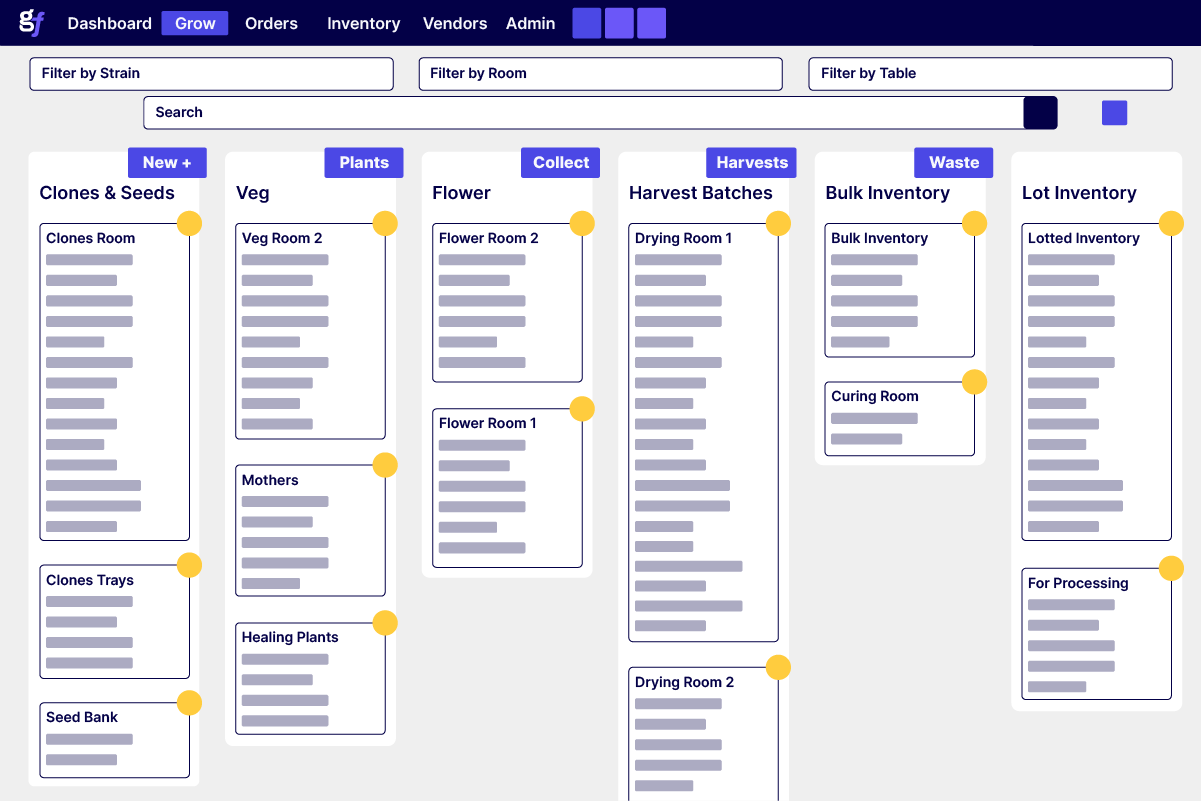 gf
Dashboard Grow Orders Inventory Vendors Admin
Filter by Strain Filter by Room Filter by Table
Search
New + Plants Collect Harvests Waste
Clones & Seeds Veg Flower Harvest Batches Bulk Inventory Lot Inventory
Clones Room Veg Room 2 Flower Room 2 Drying Room 1 Bulk Inventory Lotted Inventory
Curing Room
Flower Room 1
Mothers
Clones Trays For Processing
Healing Plants
Drying Room 2
Seed Bank